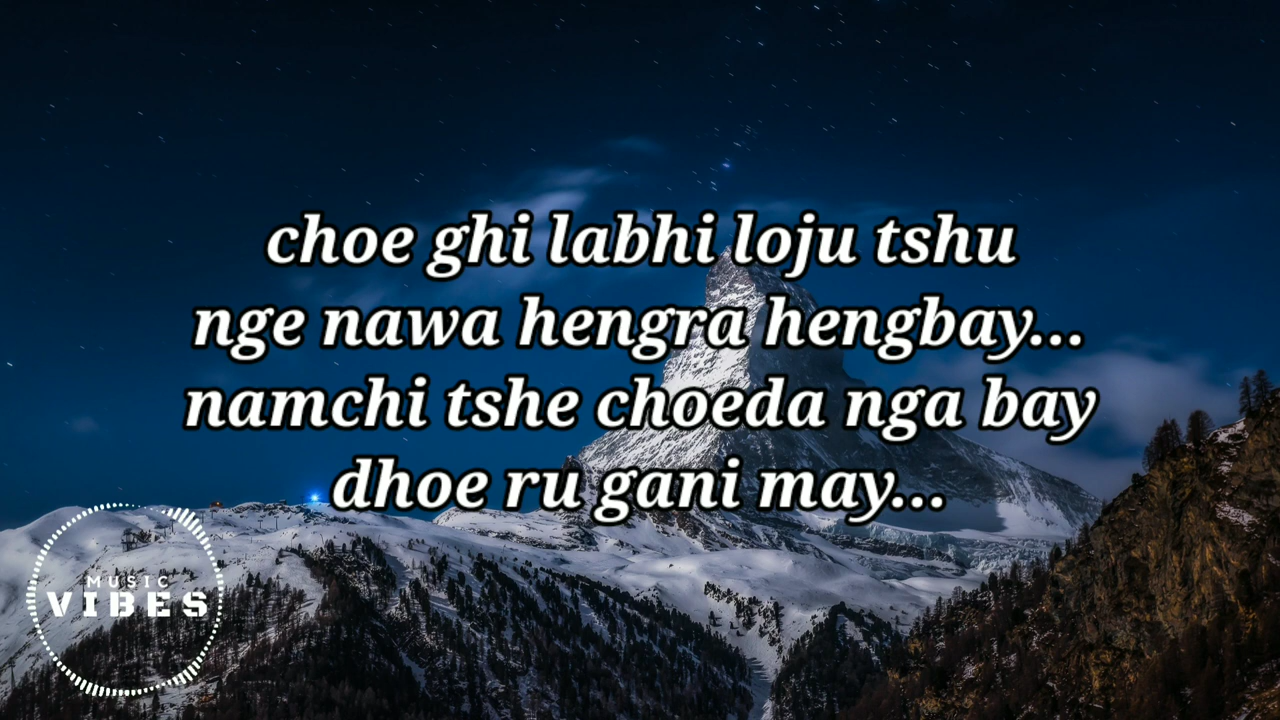 choe ghi labhi loju tshu
nge nawa hengra hengbay...
namchi tshe choeda nga bay
dhoe ru gani may...
MUSIC
VIBES